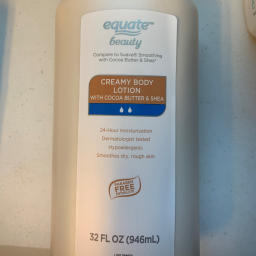 equate
beauty
Compare to Suave® Smoothing
with Cocoa Butter & Shea*
CREAMY BODY
LOTION
WITH COCOA BUTTER & SHEA
24-Hour moisturization
Dermatologist tested
Hypoallergenic
Smoothes dry, rough skin
FREE
32 FL OZ (946mL)